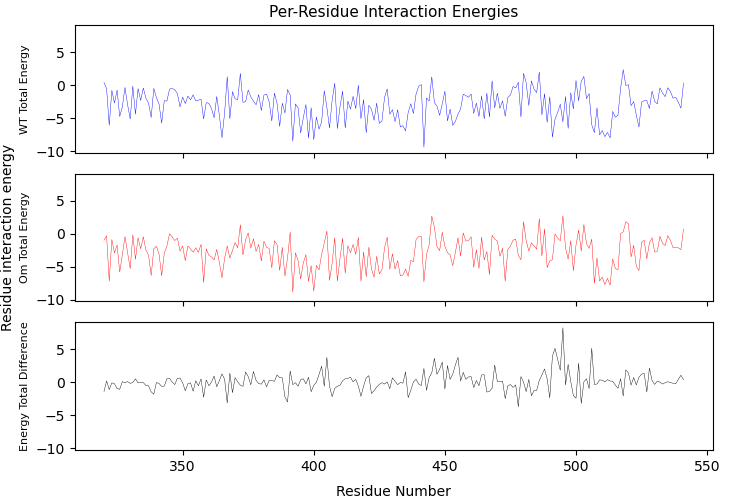 Per-Residue Interaction Energies
Residue interaction energy
WT Total Energy
5
0
−5
−10
Om Total Energy
5
0
−5
−10
Energy Total Difference
5
0
−5
−10
350 400 450 500 550
Residue Number